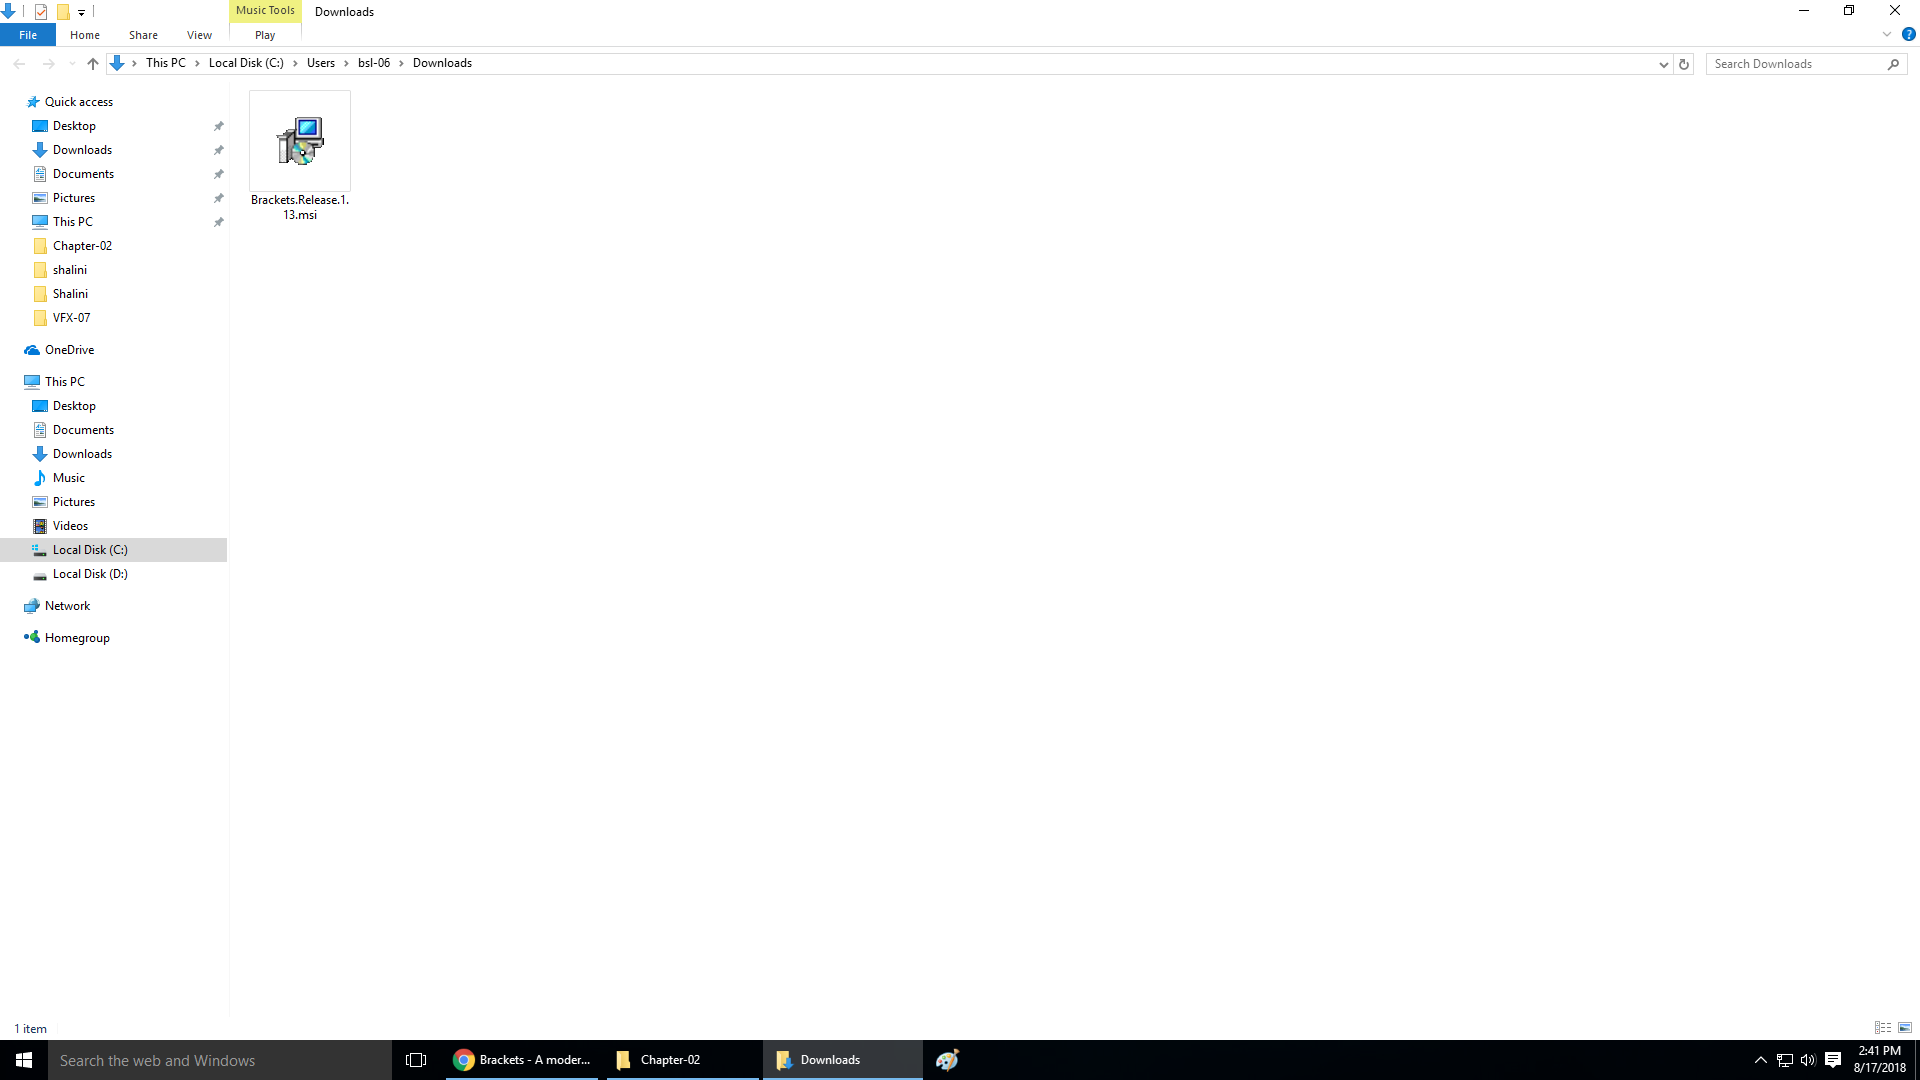 Music Tools
Downloads
File
Home
Share
View
Play
?
This PC
Local Disk (C:)
Users
bsl-06
Downloads
Search Downloads
Quick access
Desktop
Downloads
Documents
Pictures
This PC
Chapter-02
shalini
Shalini
VFX-07
OneDrive
This PC
Desktop
Documents
Downloads
Music
Pictures
Videos
Local Disk (C:)
Local Disk (D:)
Network
Homegroup
Brackets.Release.1.
13.msi
1 item
Search the web and Windows
Brackets - A moder...
Chapter-02
Downloads
2:41 PM
8/17/2018